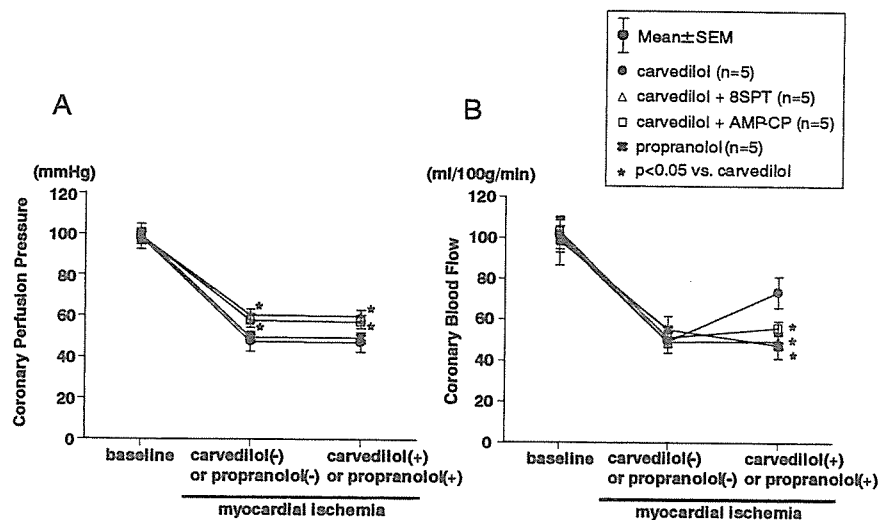 Mean±SEM
carvedilol (n=5)
carvedilol + 8SPT (n=5)
carvedilol + AMP-CP (n=5)
propranolol (n=5)
* p<0.05 vs. carvedilol
A
(mmHg)
Coronary Perfusion Pressure
120
100
80
60
40
20
0
* *
* *
baseline
carvedilol(-)
or propranolol(-)
carvedilol(+)
or propranolol(+)
myocardial ischemia
B
(ml/100g/min)
Coronary Blood Flow
120
100
80
60
40
20
0
*
*
*
baseline
carvedilol(-)
or propranolol(-)
carvedilol(+)
or propranolol(+)
myocardial ischemia